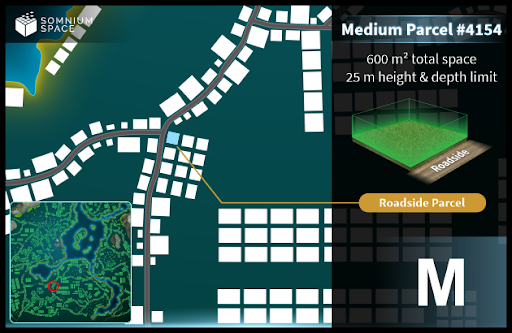 SOMNIUM
SPACE
Medium Parcel #4154
600 m² total space
25 m height & depth limit
Roadside
Roadside Parcel
M